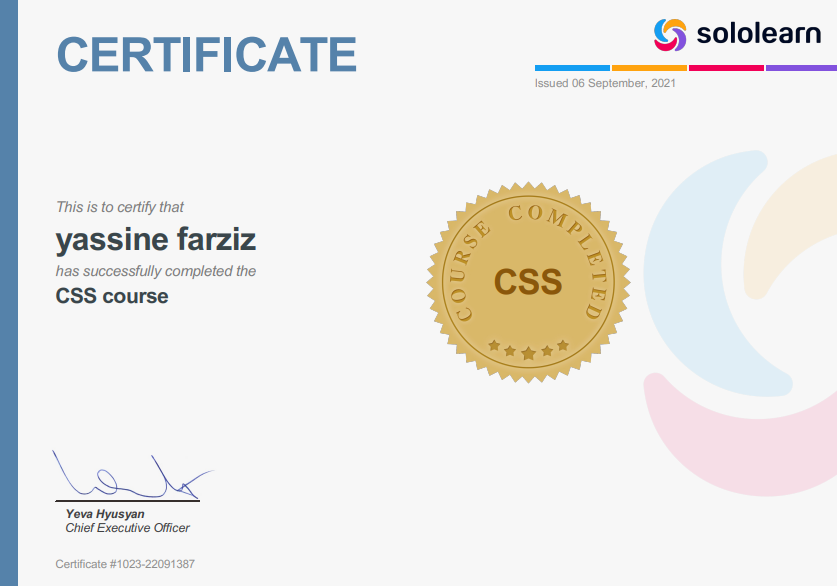 CERTIFICATE
sololearn
Issued 06 September, 2021
This is to certify that
yassine farziz
has successfully completed the
CSS course
COURSE COMPLETED
CSS
Yeva Hyusyan
Chief Executive Officer
Certificate #1023-22091387